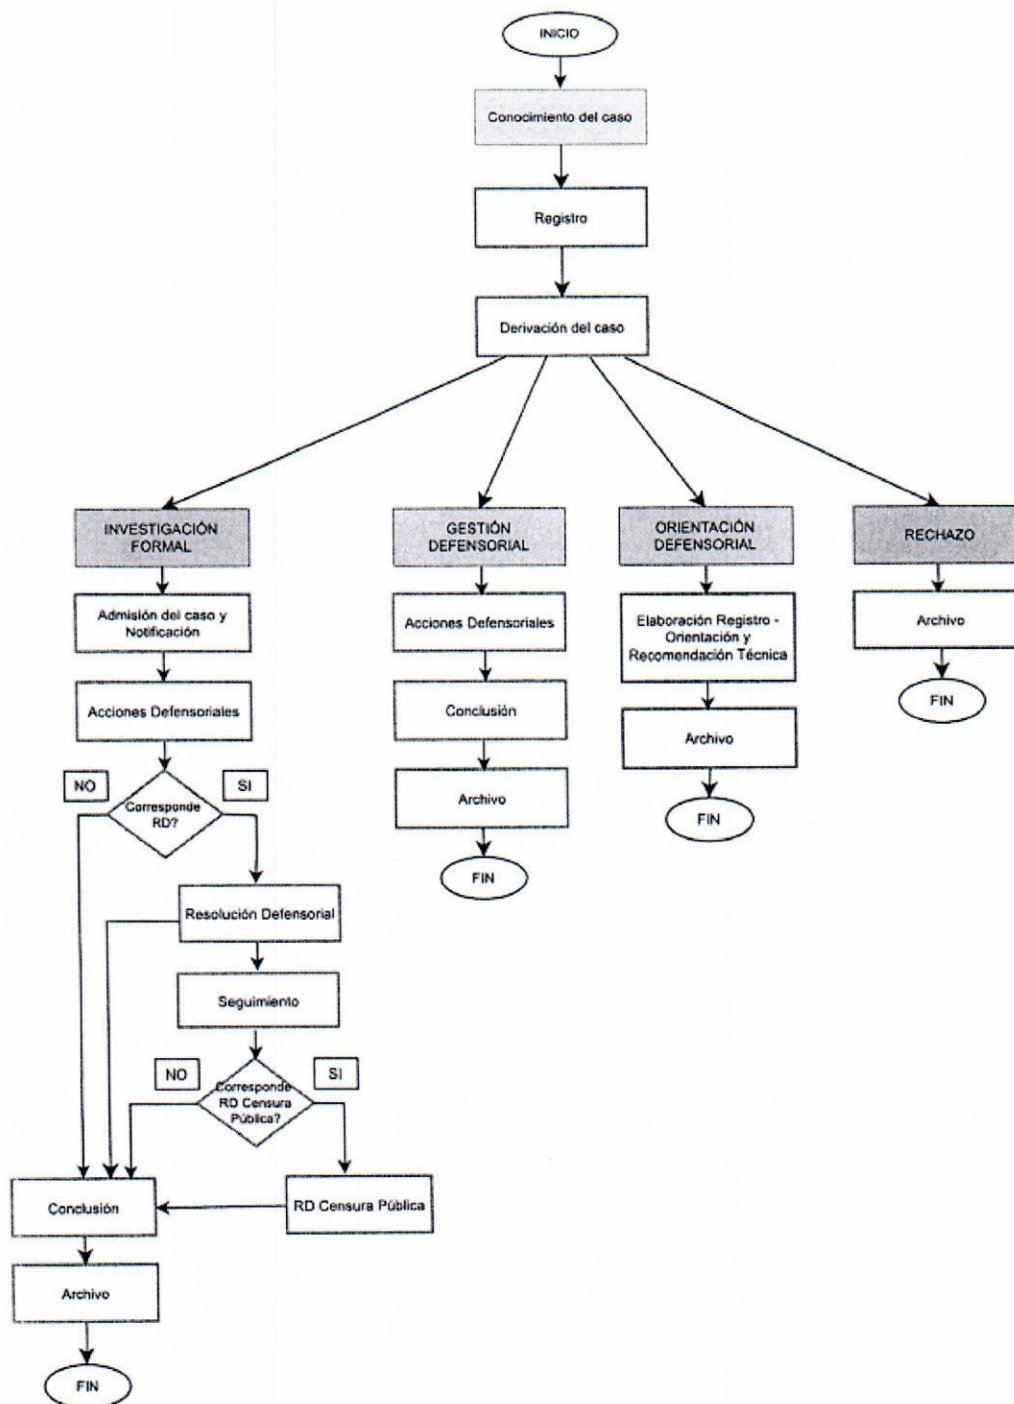 INICIO
Conocimiento del caso
Registro
Derivación del caso
INVESTIGACIÓN
FORMAL
Admisión del caso y
Notificación
Acciones Defensoriales
NO
SI
Corresponde
RD?
Resolución Defensorial
Seguimiento
NO
SI
Corresponde
RD Censura
Pública?
RD Censura Pública
Conclusión
Archivo
FIN
GESTIÓN
DEFENSORIAL
Acciones Defensoriales
Conclusión
Archivo
FIN
ORIENTACIÓN
DEFENSORIAL
Elaboración Registro -
Orientación y
Recomendación Técnica
Archivo
FIN
RECHAZO
Archivo
FIN